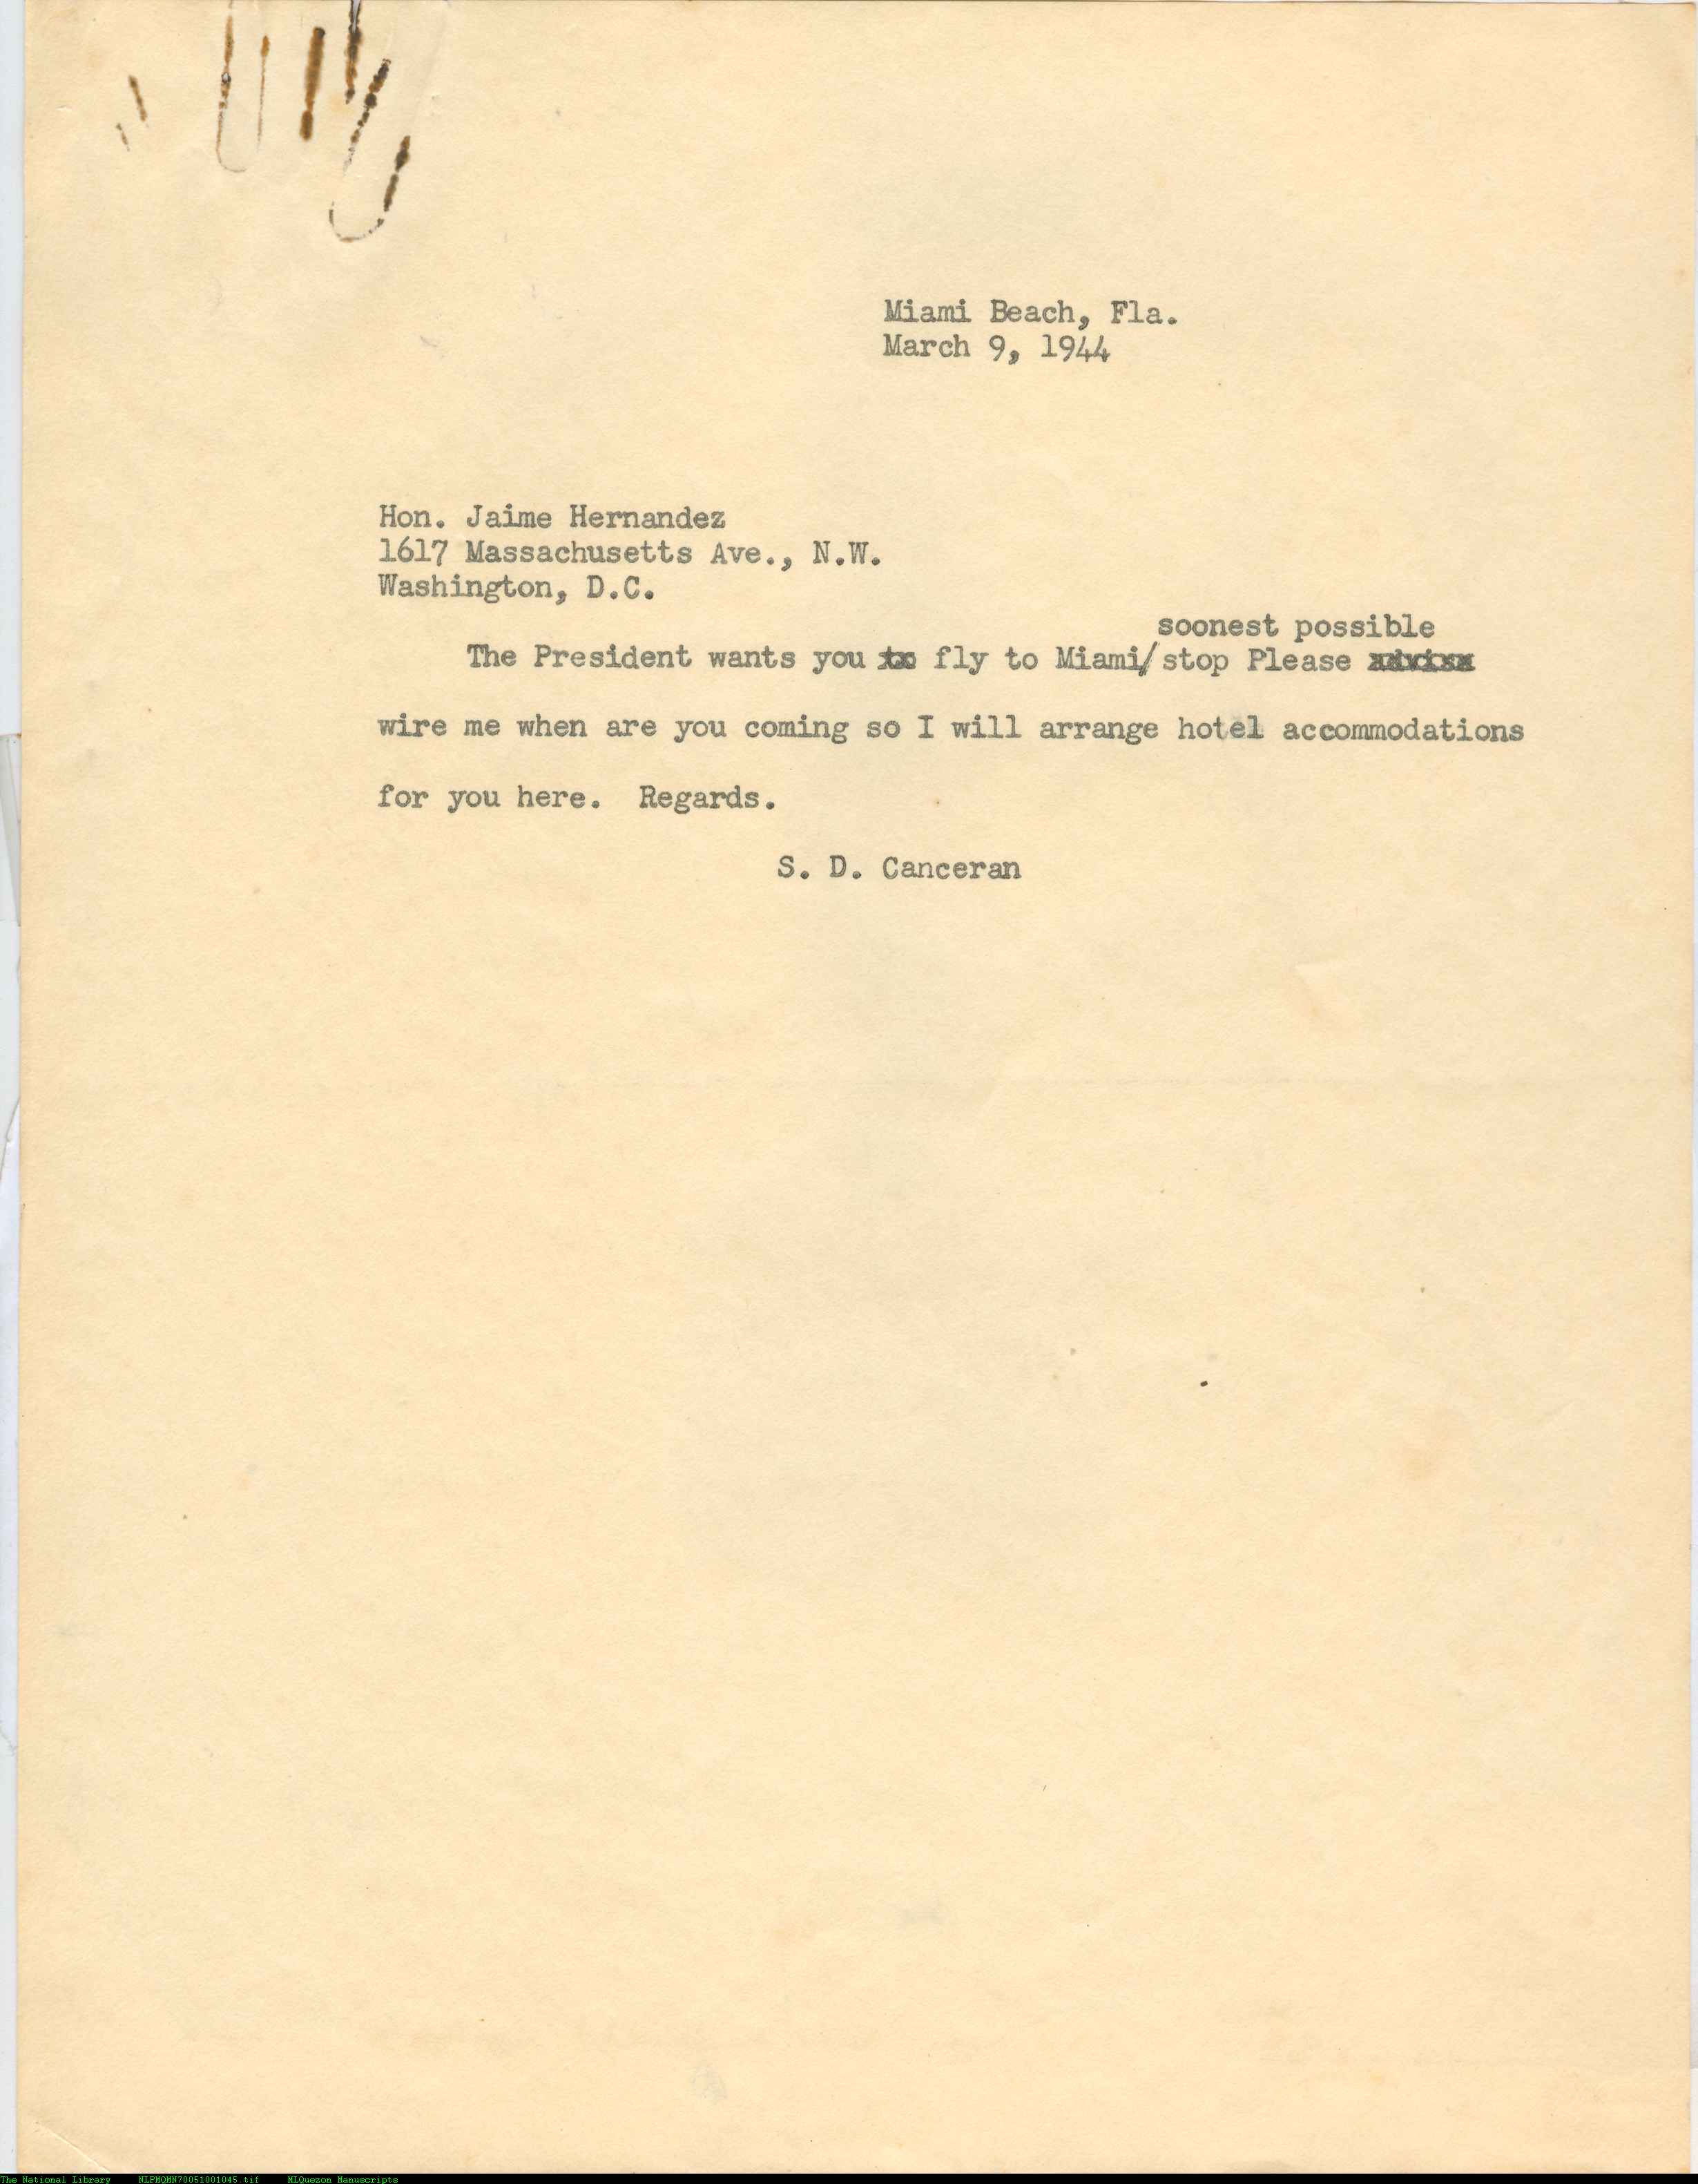 Miami Beach, Fla.
March 9, 1944
Hon. Jaime Hernandez
1617 Massachusetts Ave., N.W.
Washington, D.C.
soonest possible
The President wants you to fly to Miami/stop Please
wire me when are you coming so I will arrange hotel accommodations
for you here. Regards.
S. D. Canceran
The National Library NLPMQMN70051001045.tif MLQuezon Manuscripts